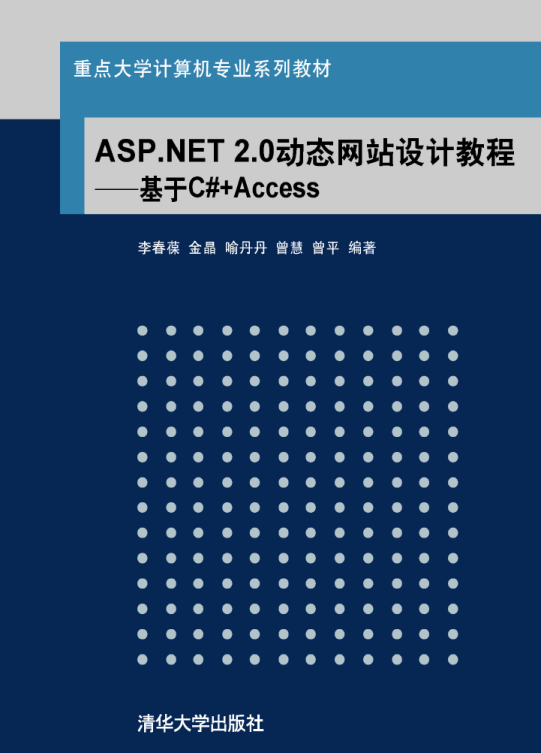 重点大学计算机专业系列教材
ASP.NET 2.0动态网站设计教程
——基于C#+Access
李春葆 金晶 喻丹丹 曾慧 曾平 编著
清华大学出版社